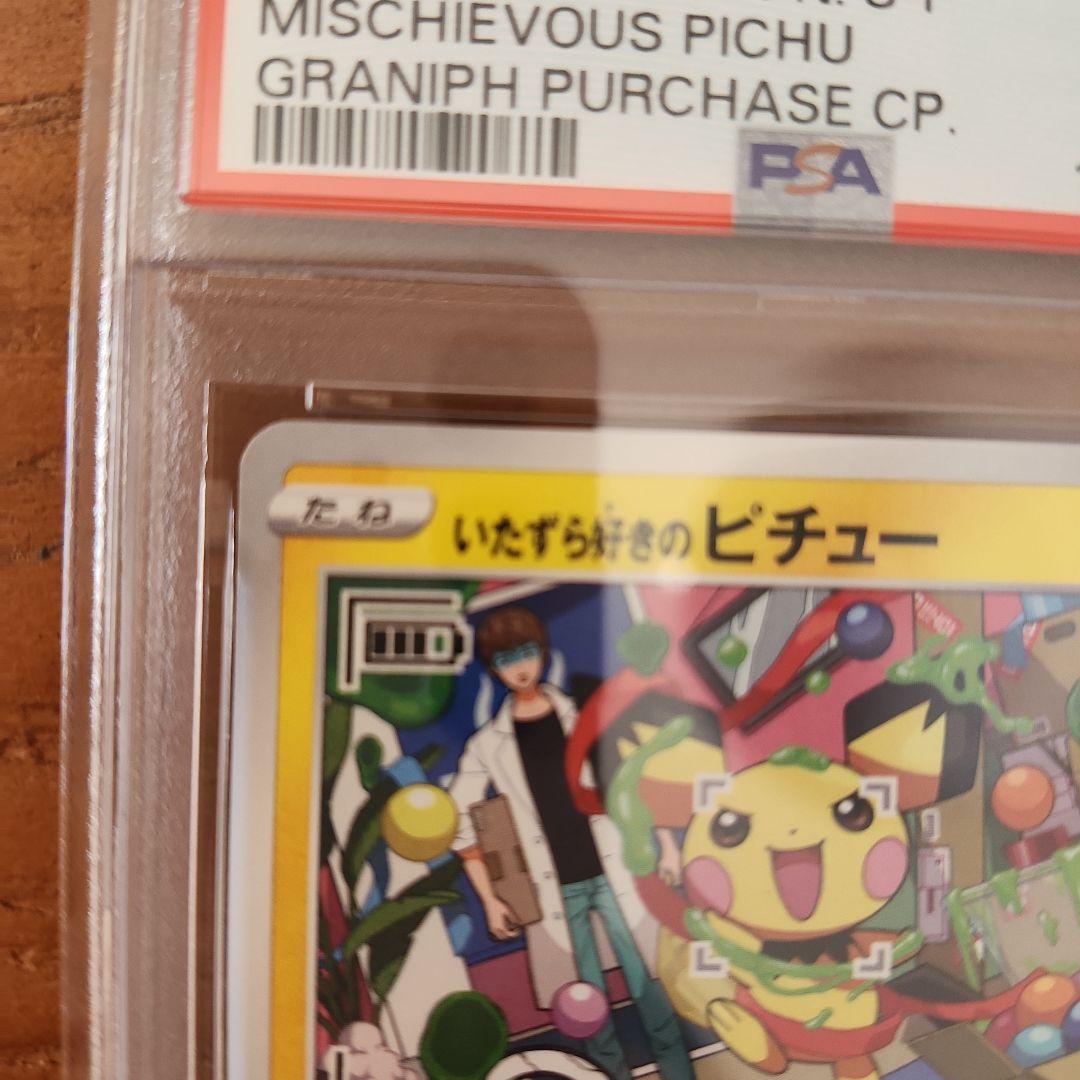 MISCHIEVOUS PICHU
GRANIPH PURCHASE CP.
PSA
たね
いたずら好きのピチュー